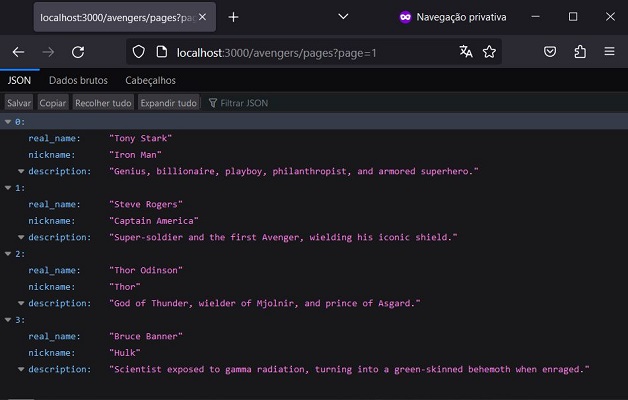 localhost:3000/avengers/pages?pag
Navegação privativa
localhost:3000/avengers/pages?page=1
JSON Dados brutos Cabeçalhos
Salvar Copiar Recolher tudo Expandir tudo Filtrar JSON
0:
real_name: "Tony Stark"
nickname: "Iron Man"
description: "Genius, billionaire, playboy, philanthropist, and armored superhero."
1:
real_name: "Steve Rogers"
nickname: "Captain America"
description: "Super-soldier and the first Avenger, wielding his iconic shield."
2:
real_name: "Thor Odinson"
nickname: "Thor"
description: "God of Thunder, wielder of Mjolnir, and prince of Asgard."
3:
real_name: "Bruce Banner"
nickname: "Hulk"
description: "Scientist exposed to gamma radiation, turning into a green-skinned behemoth when enraged."